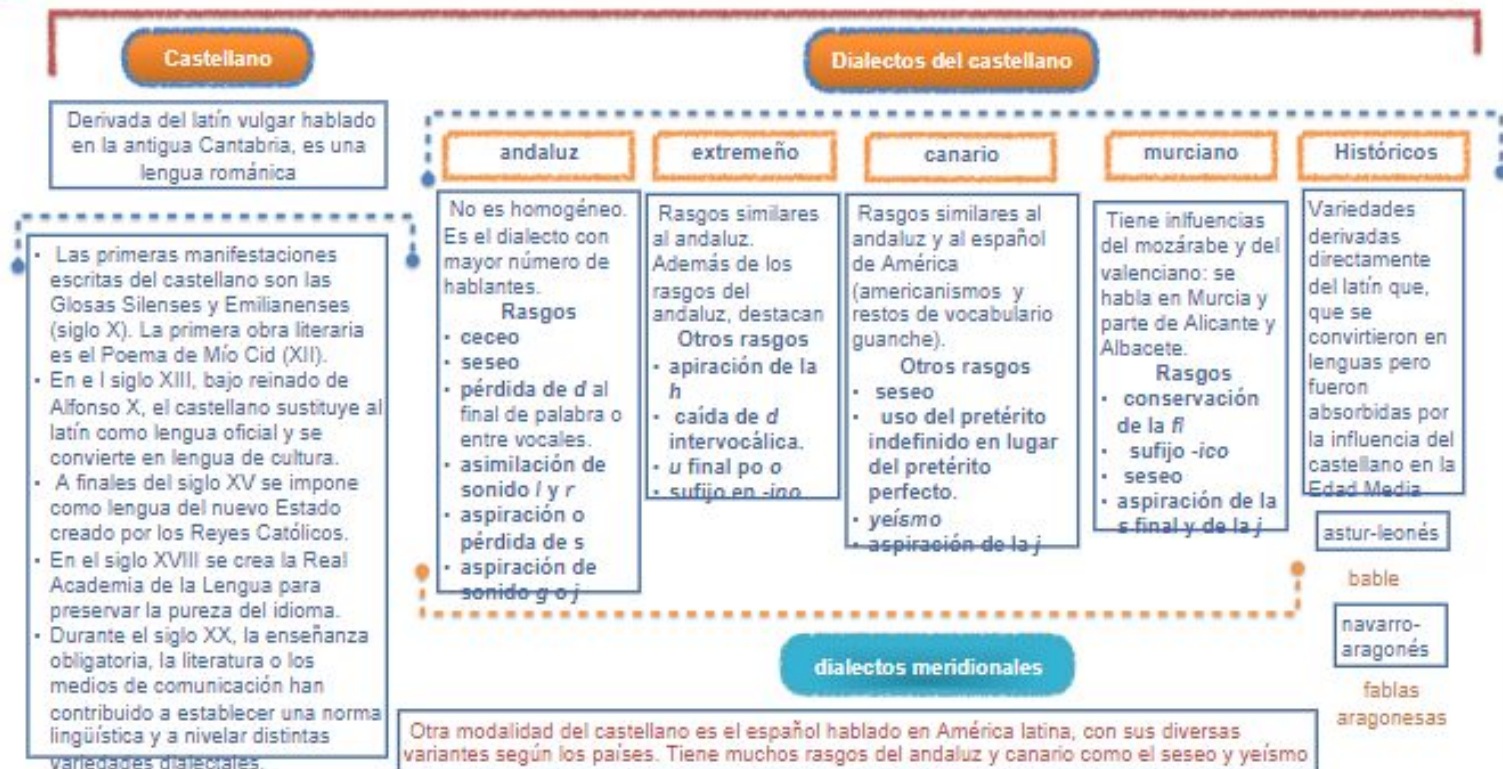 Castellano
Derivada del latín vulgar hablado
en la antigua Cantabria, es una
lengua románica
• Las primeras manifestaciones
escritas del castellano son las
Glosas Silenses y Emilianenses
(siglo X). La primera obra literaria
es el Poema de Mío Cid (XII).
• En e l siglo XIII, bajo reinado de
Alfonso X, el castellano sustituye al
latín como lengua oficial y se
convierte en lengua de cultura.
• A finales del siglo XV se impone
como lengua del nuevo Estado
creado por los Reyes Católicos.
• En el siglo XVIII se crea la Real
Academia de la Lengua para
preservar la pureza del idioma.
• Durante el siglo XX, la enseñanza
obligatoria, la literatura o los
medios de comunicación han
contribuido a establecer una norma
lingüística y a nivelar distintas
variedades dialectales.
Dialectos del castellano
andaluz
No es homogéneo.
Es el dialecto con
mayor número de
hablantes.
Rasgos
• ceceo
• seseo
• pérdida de d al
final de palabra o
entre vocales.
• asimilación de
sonido l y r
• aspiración o
pérdida de s
• aspiración de
sonido g o j
extremeño
Rasgos similares
al andaluz.
Además de los
rasgos del
andaluz, destacan
Otros rasgos
• apiración de la
h
• caída de d
intervocálica.
• u final po o
• sufijo en -ino
canario
Rasgos similares al
andaluz y al español
de América
(americanismos y
restos de vocabulario
guanche).
Otros rasgos
• seseo
• uso del pretérito
indefinido en lugar
del pretérito
perfecto.
• yeísmo
• aspiración de la j
murciano
Tiene inlfuencias
del mozárabe y del
valenciano: se
habla en Murcia y
parte de Alicante y
Albacete.
Rasgos
• conservación
de la fl
• sufijo -ico
• seseo
• aspiración de la
s final y de la j
Históricos
Variedades
derivadas
directamente
del latín que,
que se
convirtieron en
lenguas pero
fueron
absorbidas por
la influencia del
castellano en la
Edad Media
astur-leonés
bable
navarro-
aragonés
fablas
aragonesas
dialectos meridionales
Otra modalidad del castellano es el español hablado en América latina, con sus diversas
variantes según los países. Tiene muchos rasgos del andaluz y canario como el seseo y yeísmo